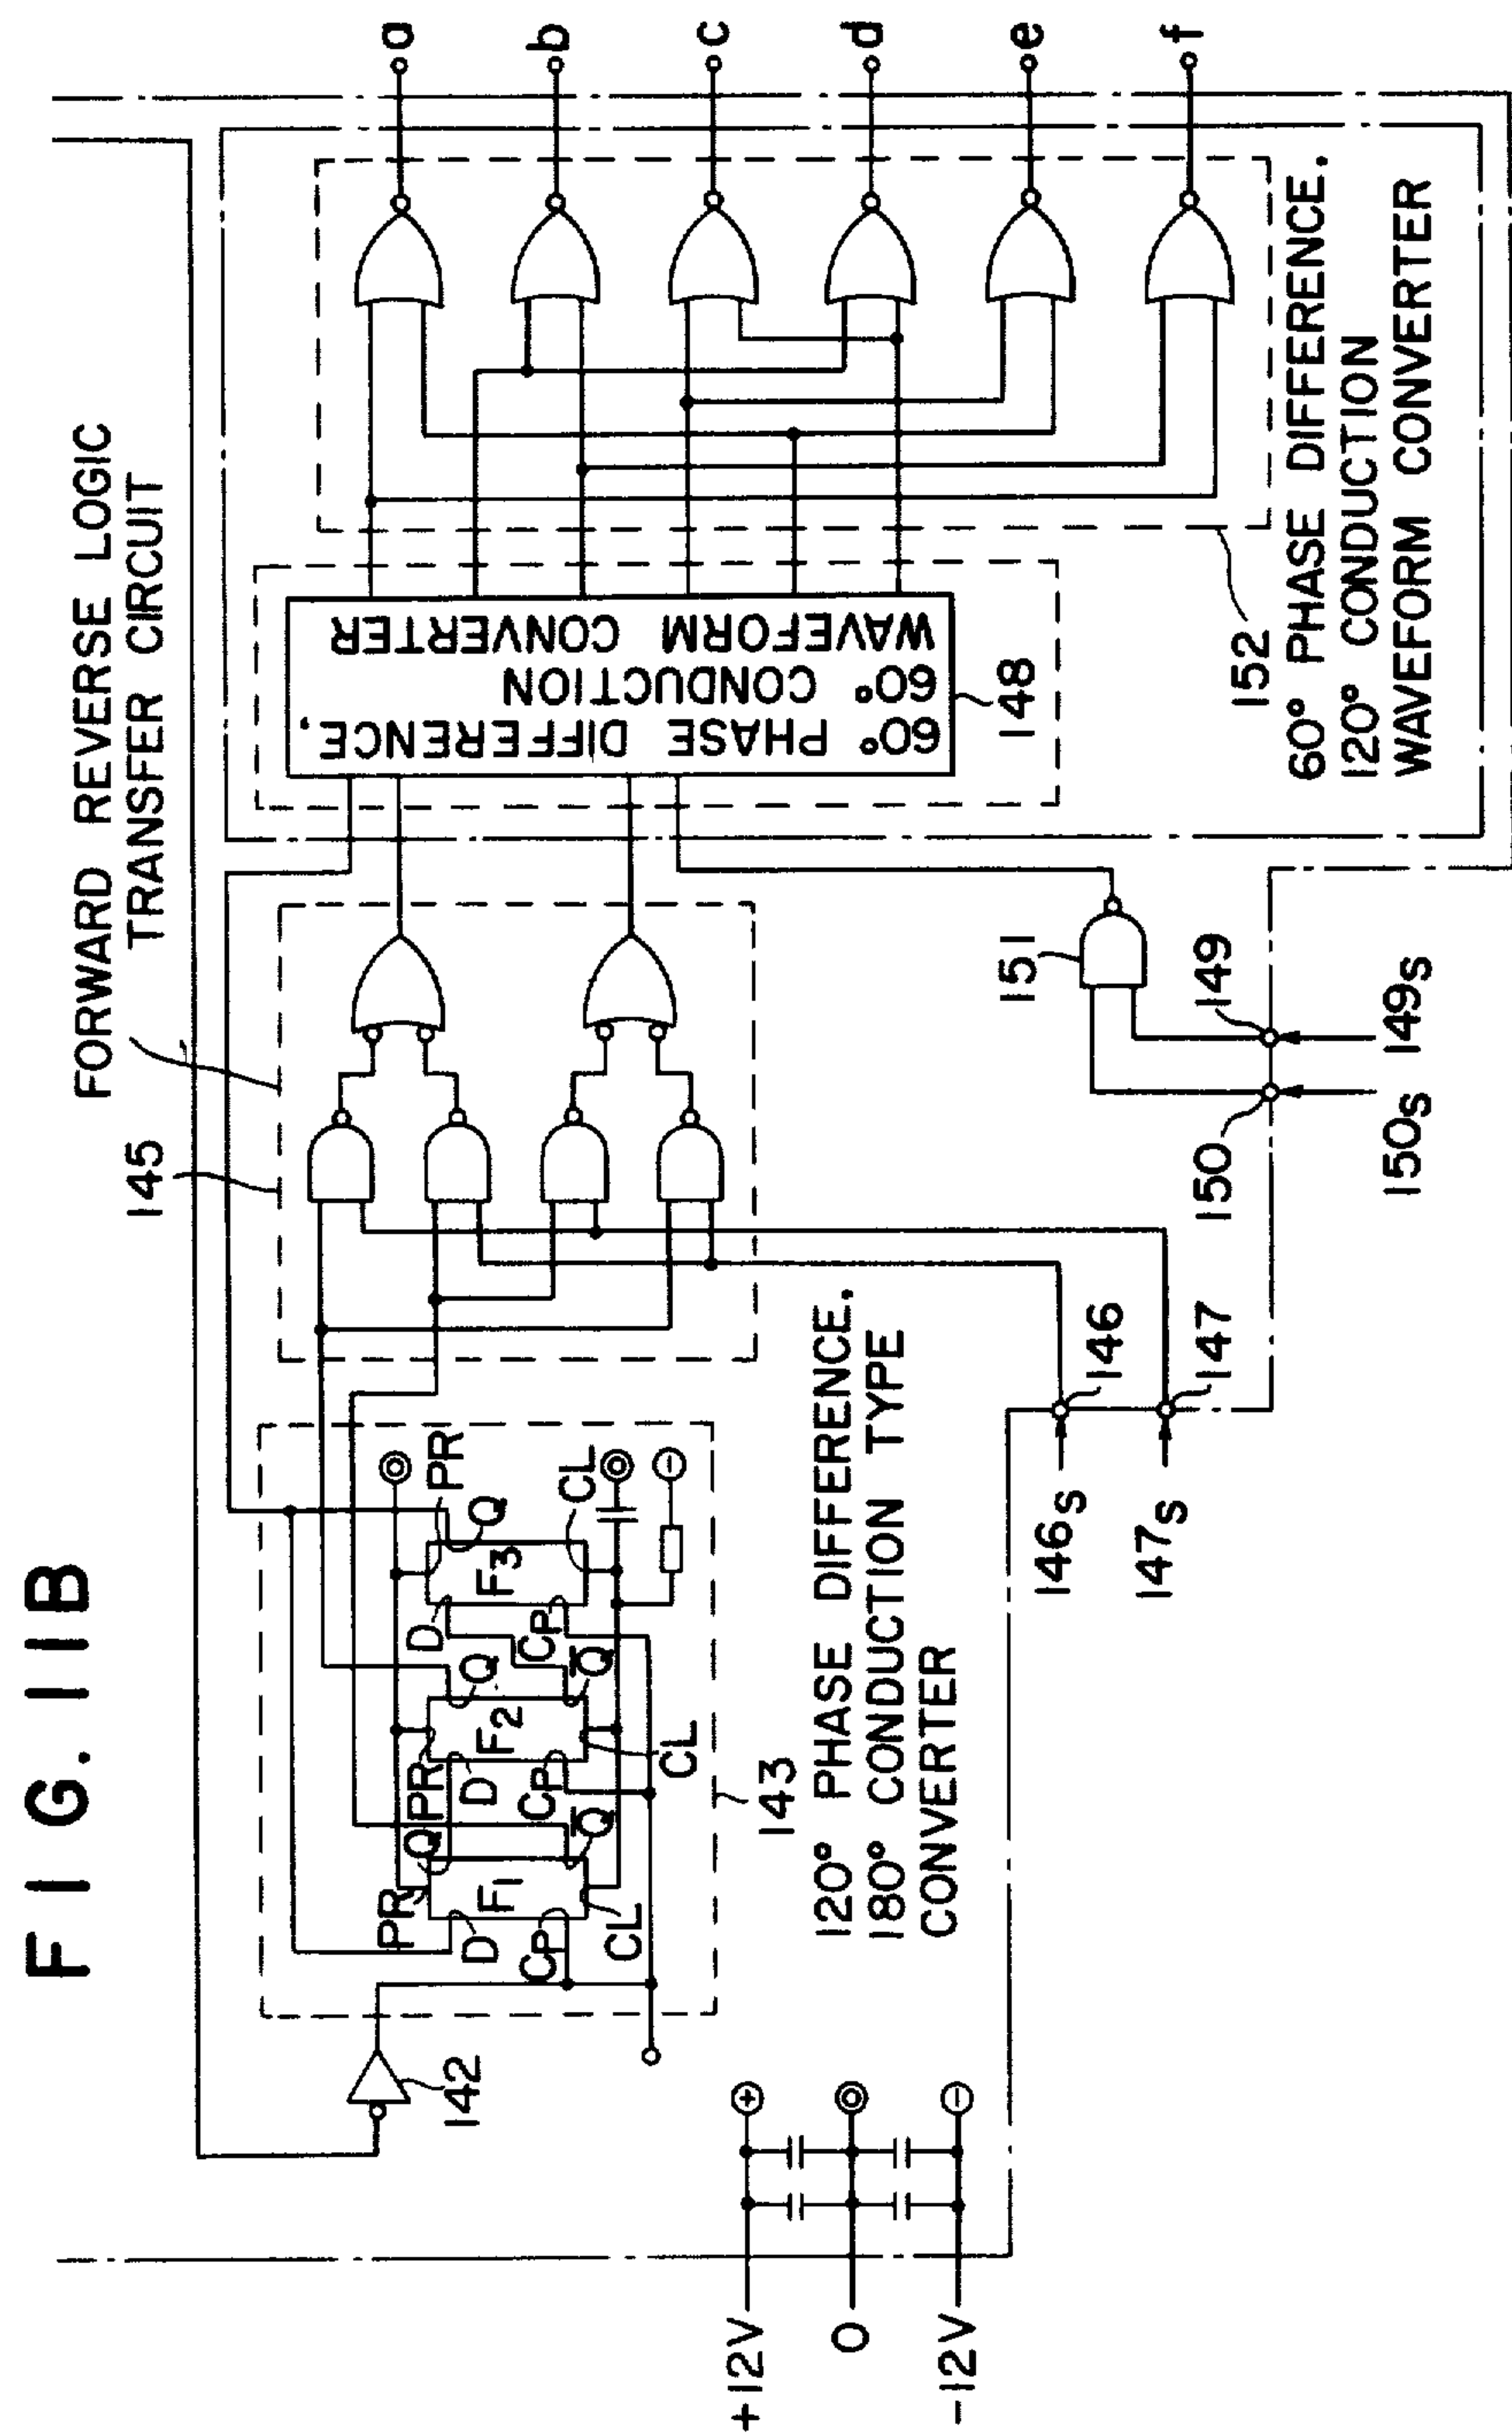 FIG. 11B
FORWARD REVERSE LOGIC
TRANSFER CIRCUIT
145
142
143
120° PHASE DIFFERENCE.
180° CONDUCTION TYPE
CONVERTER
PR
Q
D
F1
CP
Q̅
CL
PR
Q
D
F2
CP
Q̅
CL
PR
Q
D
F3
CP
CL
+
−
−
+12V
0
-12V
146
146S
147
147S
149
149S
150
150S
151
60° PHASE DIFFERENCE,
60° CONDUCTION
WAVEFORM CONVERTER
148
152
60° PHASE DIFFERENCE.
120° CONDUCTION
WAVEFORM CONVERTER
a
b
c
d
e
f